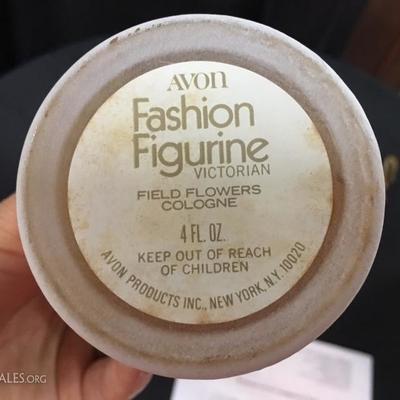 AVON
Fashion
Figurine
VICTORIAN
FIELD FLOWERS
COLOGNE
4 FL. OZ.
KEEP OUT OF REACH
OF CHILDREN
AVON PRODUCTS INC., NEW YORK, N.Y. 10020
ALES.ORG